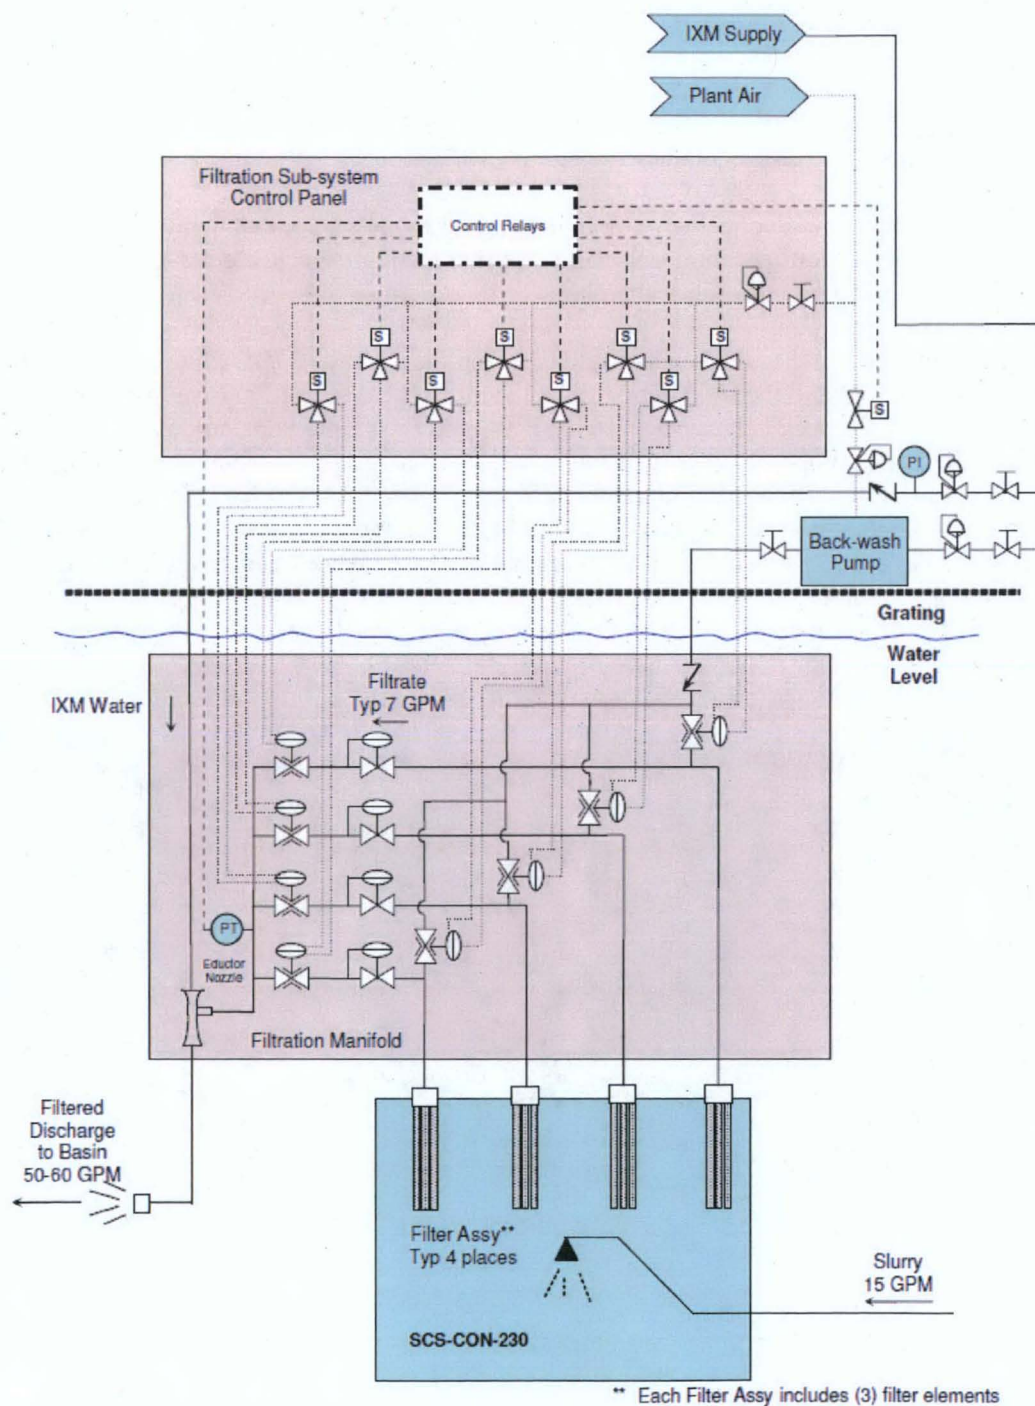 IXM Supply
Plant Air
Filtration Sub-system
Control Panel
Control Relays
S
S
S
S
S
S
S
S
S
PI
Back-wash
Pump
Grating
Water
Level
IXM Water
Filtrate
Typ 7 GPM
PT
Eductor
Nozzle
Filtration Manifold
Filtered
Discharge
to Basin
50-60 GPM
Filter Assy**
Typ 4 places
Slurry
15 GPM
SCS-CON-230
** Each Filter Assy includes (3) filter elements